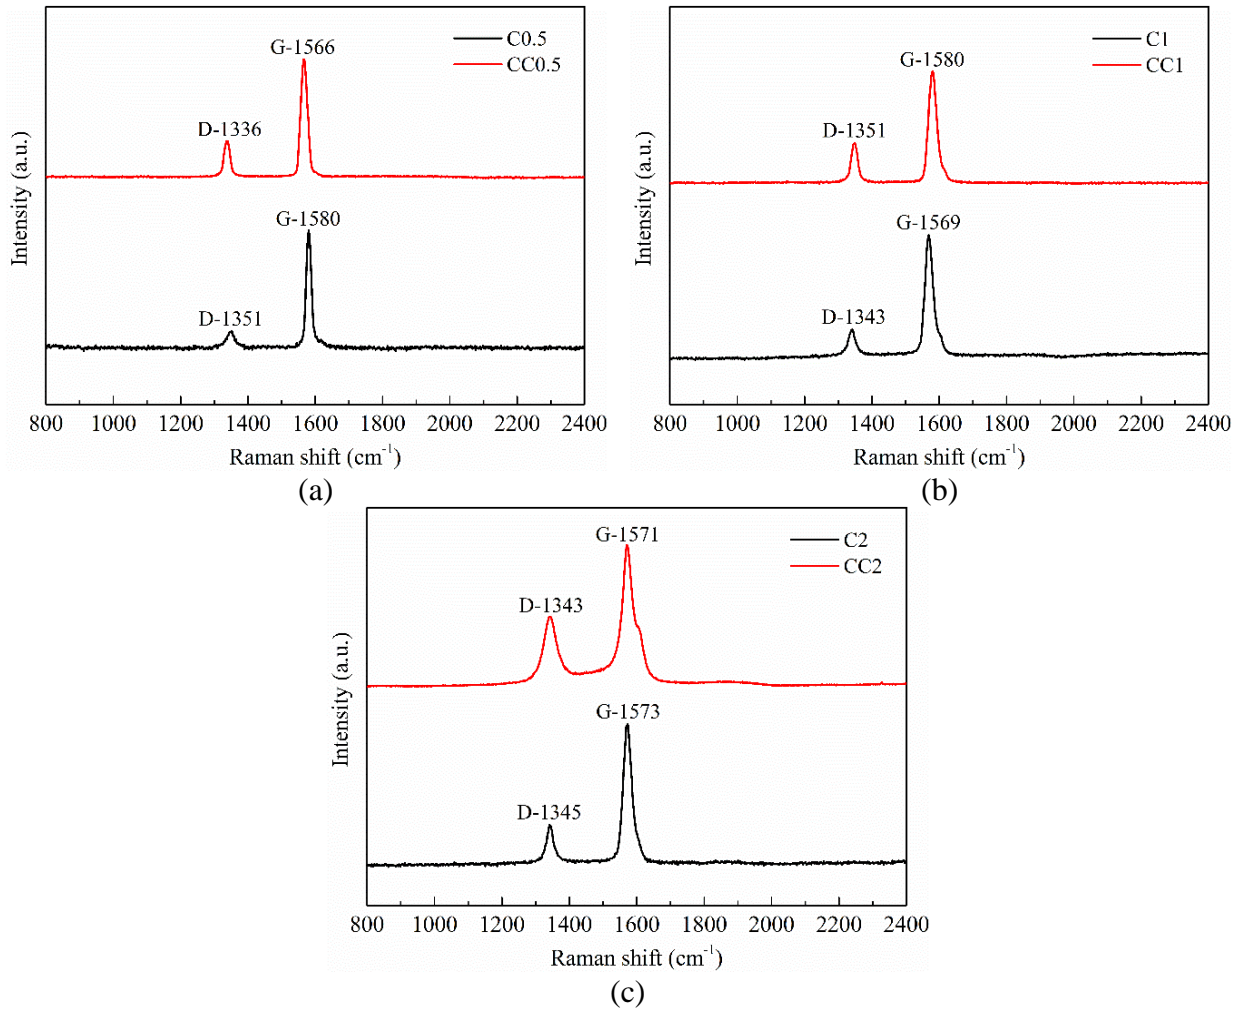 C0.5
CC0.5
G-1566
D-1336
G-1580
D-1351
Intensity (a.u.)
800 1000 1200 1400 1600 1800 2000 2200 2400
Raman shift (cm⁻¹)
(a)
C1
CC1
G-1580
D-1351
G-1569
D-1343
Intensity (a.u.)
800 1000 1200 1400 1600 1800 2000 2200 2400
Raman shift (cm⁻¹)
(b)
C2
CC2
G-1571
D-1343
G-1573
D-1345
Intensity (a.u.)
800 1000 1200 1400 1600 1800 2000 2200 2400
Raman shift (cm⁻¹)
(c)